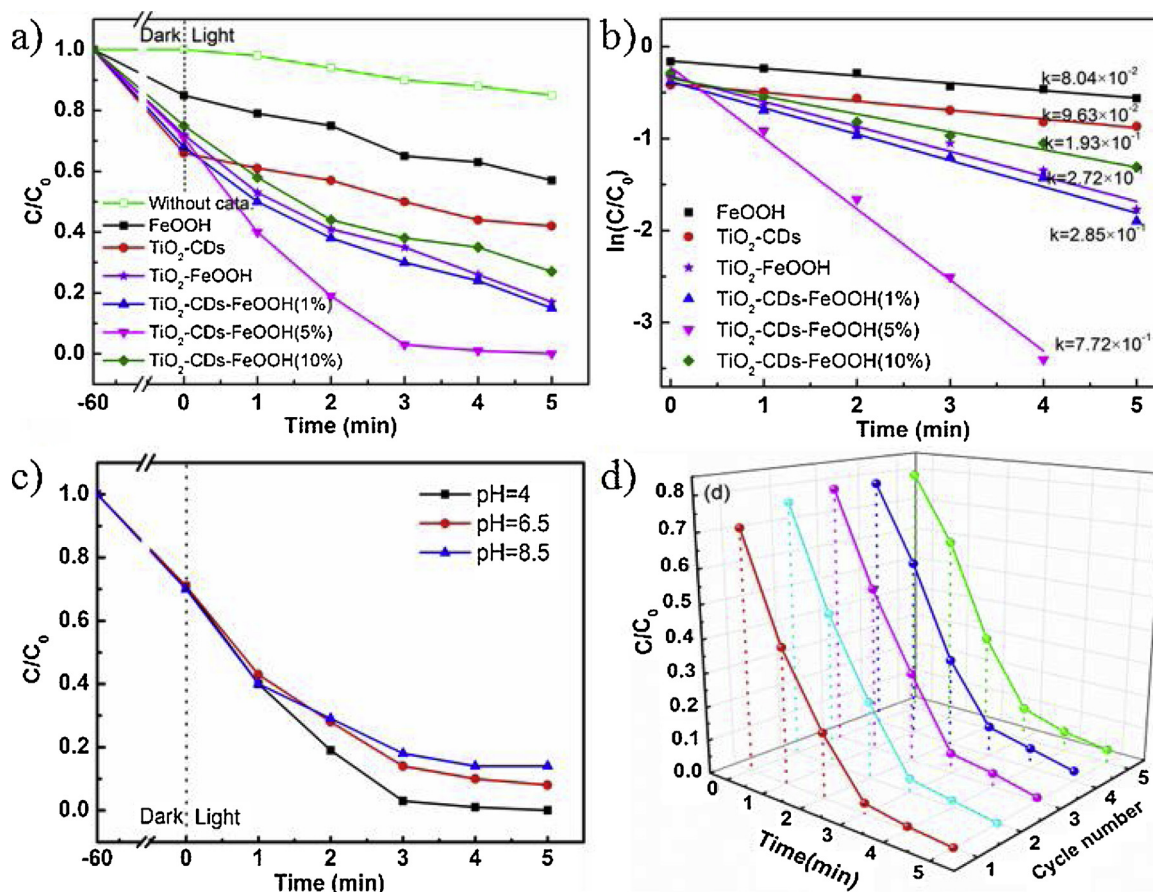 a)
Dark Light
1.0
0.8
0.6
0.4
0.2
0.0
C/C0
Without cata.
FeOOH
TiO2-CDs
TiO2-FeOOH
TiO2-CDs-FeOOH(1%)
TiO2-CDs-FeOOH(5%)
TiO2-CDs-FeOOH(10%)
-60 0 1 2 3 4 5
Time (min)
b)
-0
-1
-2
-3
ln(C/C0)
k=8.04×10-2
k=9.63×10-2
k=1.93×10-1
k=2.72×10
k=2.85×10-1
k=7.72×10-1
FeOOH
TiO2-CDs
TiO2-FeOOH
TiO2-CDs-FeOOH(1%)
TiO2-CDs-FeOOH(5%)
TiO2-CDs-FeOOH(10%)
0 1 2 3 4 5
Time (min)
c)
1.0
0.8
0.6
0.4
0.2
0.0
C/C0
pH=4
pH=6.5
pH=8.5
Dark Light
-60 0 1 2 3 4 5
Time (min)
d)
(d)
0.8
0.7
0.6
0.5
0.4
0.3
0.2
0.1
0.0
C/C0
0 1 2 3 4 5
Time(min)
1 2 3 4 5
Cycle number